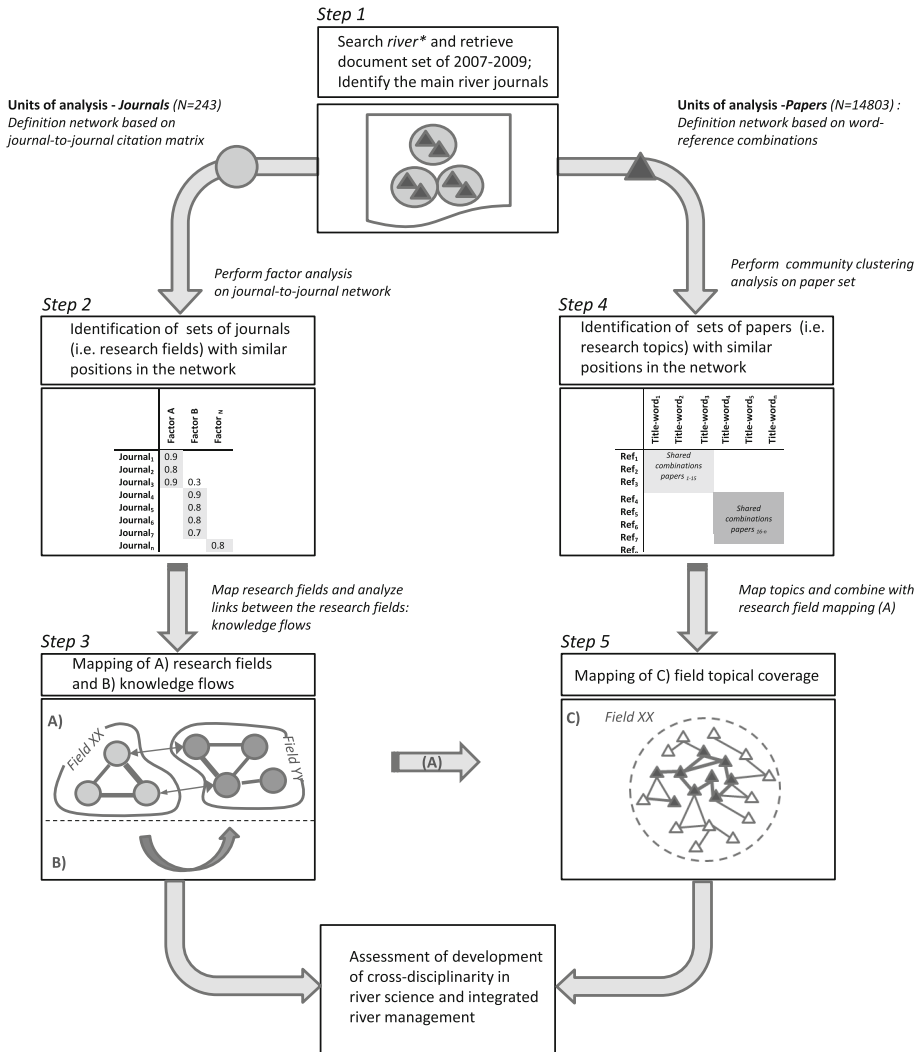 Step 1
Search river* and retrieve
document set of 2007-2009;
Identify the main river journals
Units of analysis - Journals (N=243)
Definition network based on
journal-to-journal citation matrix
Units of analysis -Papers (N=14803) :
Definition network based on word-
reference combinations
Perform factor analysis
on journal-to-journal network
Perform community clustering
analysis on paper set
Step 2
Identification of sets of journals
(i.e. research fields) with similar
positions in the network
Factor A
Factor B
Factor N
Journal1 0.9
Journal2 0.8
Journal3 0.9 0.3
Journal4 0.9
Journal5 0.8
Journal6 0.8
Journal7 0.7
Journaln 0.8
Step 4
Identification of sets of papers (i.e.
research topics) with similar
positions in the network
Title-word1
Title-word2
Title-word3
Title-word4
Title-word5
Title-wordn
Ref1
Ref2
Ref3
Ref4
Ref5
Ref6
Ref7
Refn
Shared
combinations
papers 1-15
Shared
combinations
papers 16-n
Map research fields and analyze
links between the research fields:
knowledge flows
Map topics and combine with
research field mapping (A)
Step 3
Mapping of A) research fields
and B) knowledge flows
A)
Field XX
Field YY
B)
(A)
Step 5
Mapping of C) field topical coverage
C)
Field XX
Assessment of development
of cross-disciplinarity in
river science and integrated
river management